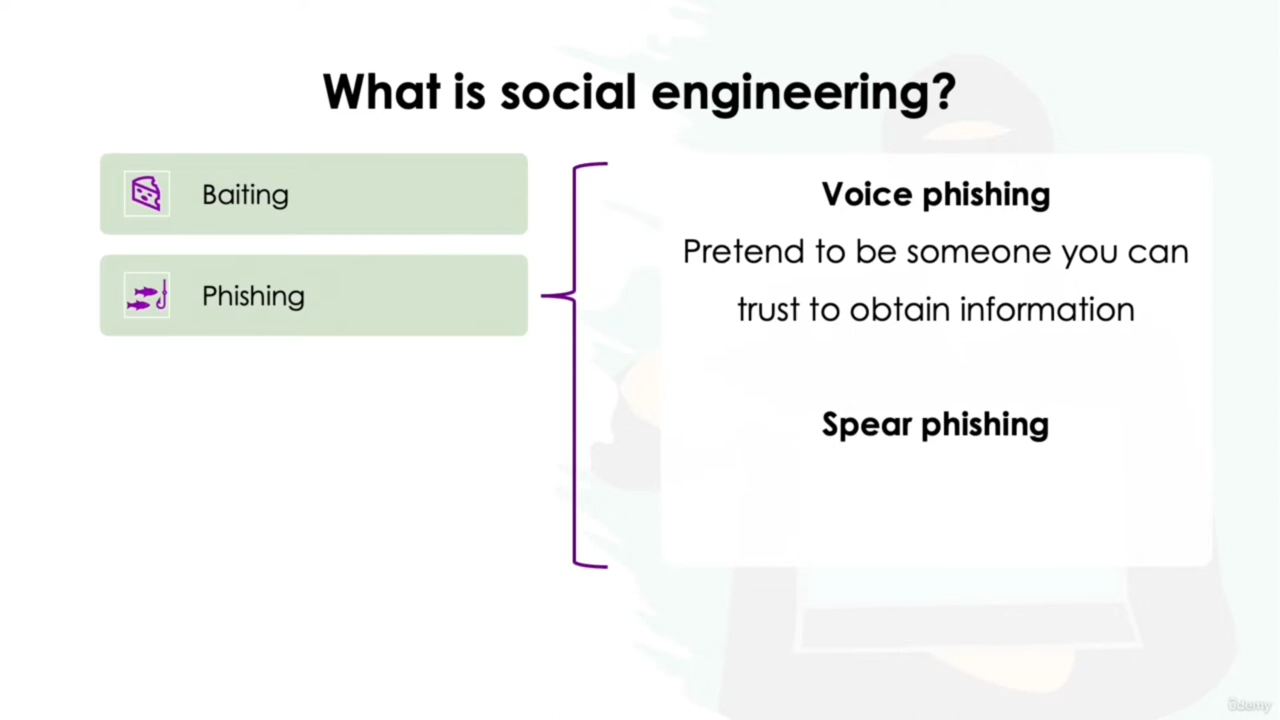 What is social engineering?
Baiting
Phishing
Voice phishing
Pretend to be someone you can
trust to obtain information
Spear phishing
ûdemy